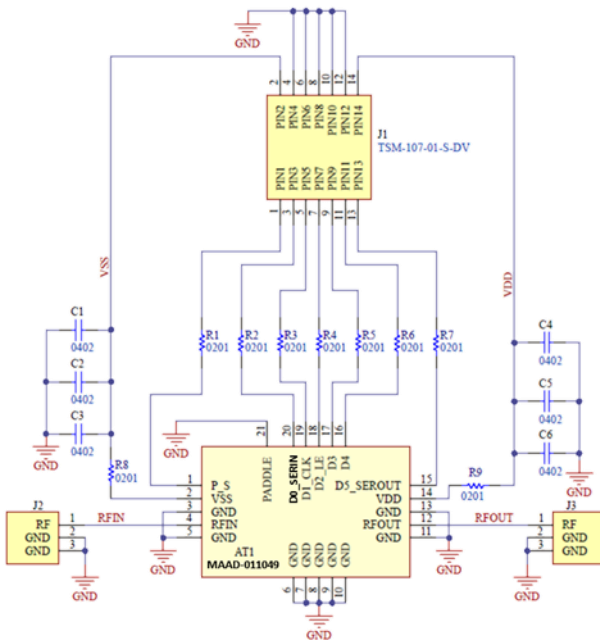 GND
2 4 6 8 10 12 14
PIN2 PIN4 PIN6 PIN8 PIN10 PIN12 PIN14
J1
TSM-107-01-S-DV
PIN1 PIN3 PIN5 PIN7 PIN9 PIN11 PIN13
1 3 5 7 9 11 13
VSS
VDD
C1
0402
C2
0402
C3
0402
GND
R8
0201
R1
0201
R2
0201
R3
0201
R4
0201
R5
0201
R6
0201
R7
0201
C4
0402
C5
0402
C6
0402
GND
R9
0201
GND
21 20 19 18 17 16
PADDLE D0_SERIN D1_CLK D2_LE D3 D4
1 P_S
2 VSS
3 GND
4 RFIN
5 GND
D5_SEROUT 15
VDD 14
GND 13
RFOUT 12
GND 11
AT1
MAAD-011049
GND GND GND GND GND
6 7 8 9 10
GND
J2
RF 1
GND 2
GND 3
RFIN
GND
GND
RFOUT
J3
1 RF
2 GND
3 GND
GND
GND